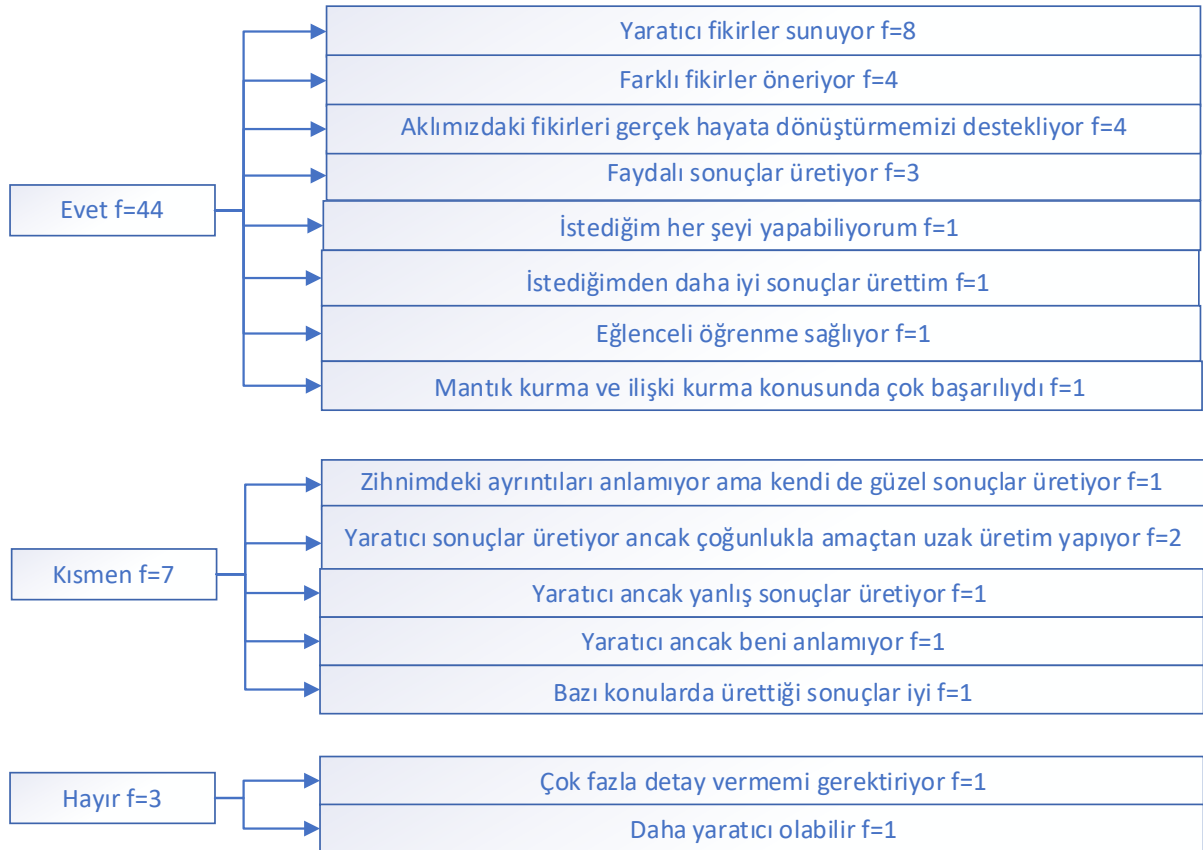 Evet f=44
Yaratıcı fikirler sunuyor f=8
Farklı fikirler öneriyor f=4
Aklımızdaki fikirleri gerçek hayata dönüştürmemizi destekliyor f=4
Faydalı sonuçlar üretiyor f=3
İstediğim her şeyi yapabiliyorum f=1
İstediğimden daha iyi sonuçlar ürettim f=1
Eğlenceli öğrenme sağlıyor f=1
Mantık kurma ve ilişki kurma konusunda çok başarılıydı f=1
Kısmen f=7
Zihnimdeki ayrıntıları anlamıyor ama kendi de güzel sonuçlar üretiyor f=1
Yaratıcı sonuçlar üretiyor ancak çoğunlukla amaçtan uzak üretim yapıyor f=2
Yaratıcı ancak yanlış sonuçlar üretiyor f=1
Yaratıcı ancak beni anlamıyor f=1
Bazı konularda ürettiği sonuçlar iyi f=1
Hayır f=3
Çok fazla detay vermemi gerektiriyor f=1
Daha yaratıcı olabilir f=1